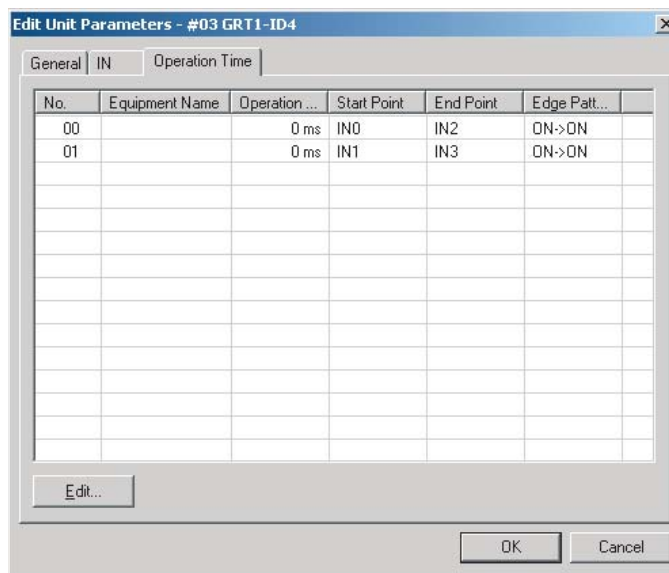 Edit Unit Parameters - #03 GRT1-ID4
General IN Operation Time
No. Equipment Name Operation ... Start Point End Point Edge Patt...
00 0 ms IN0 IN2 ON->ON
01 0 ms IN1 IN3 ON->ON
Edit...
OK Cancel